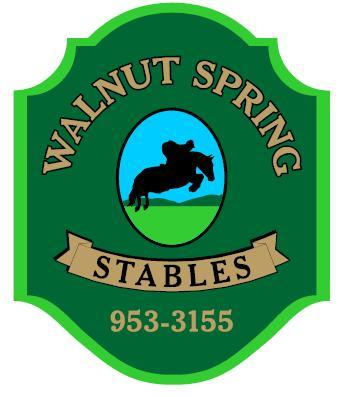 WALNUT SPRING
STABLES
953-3155